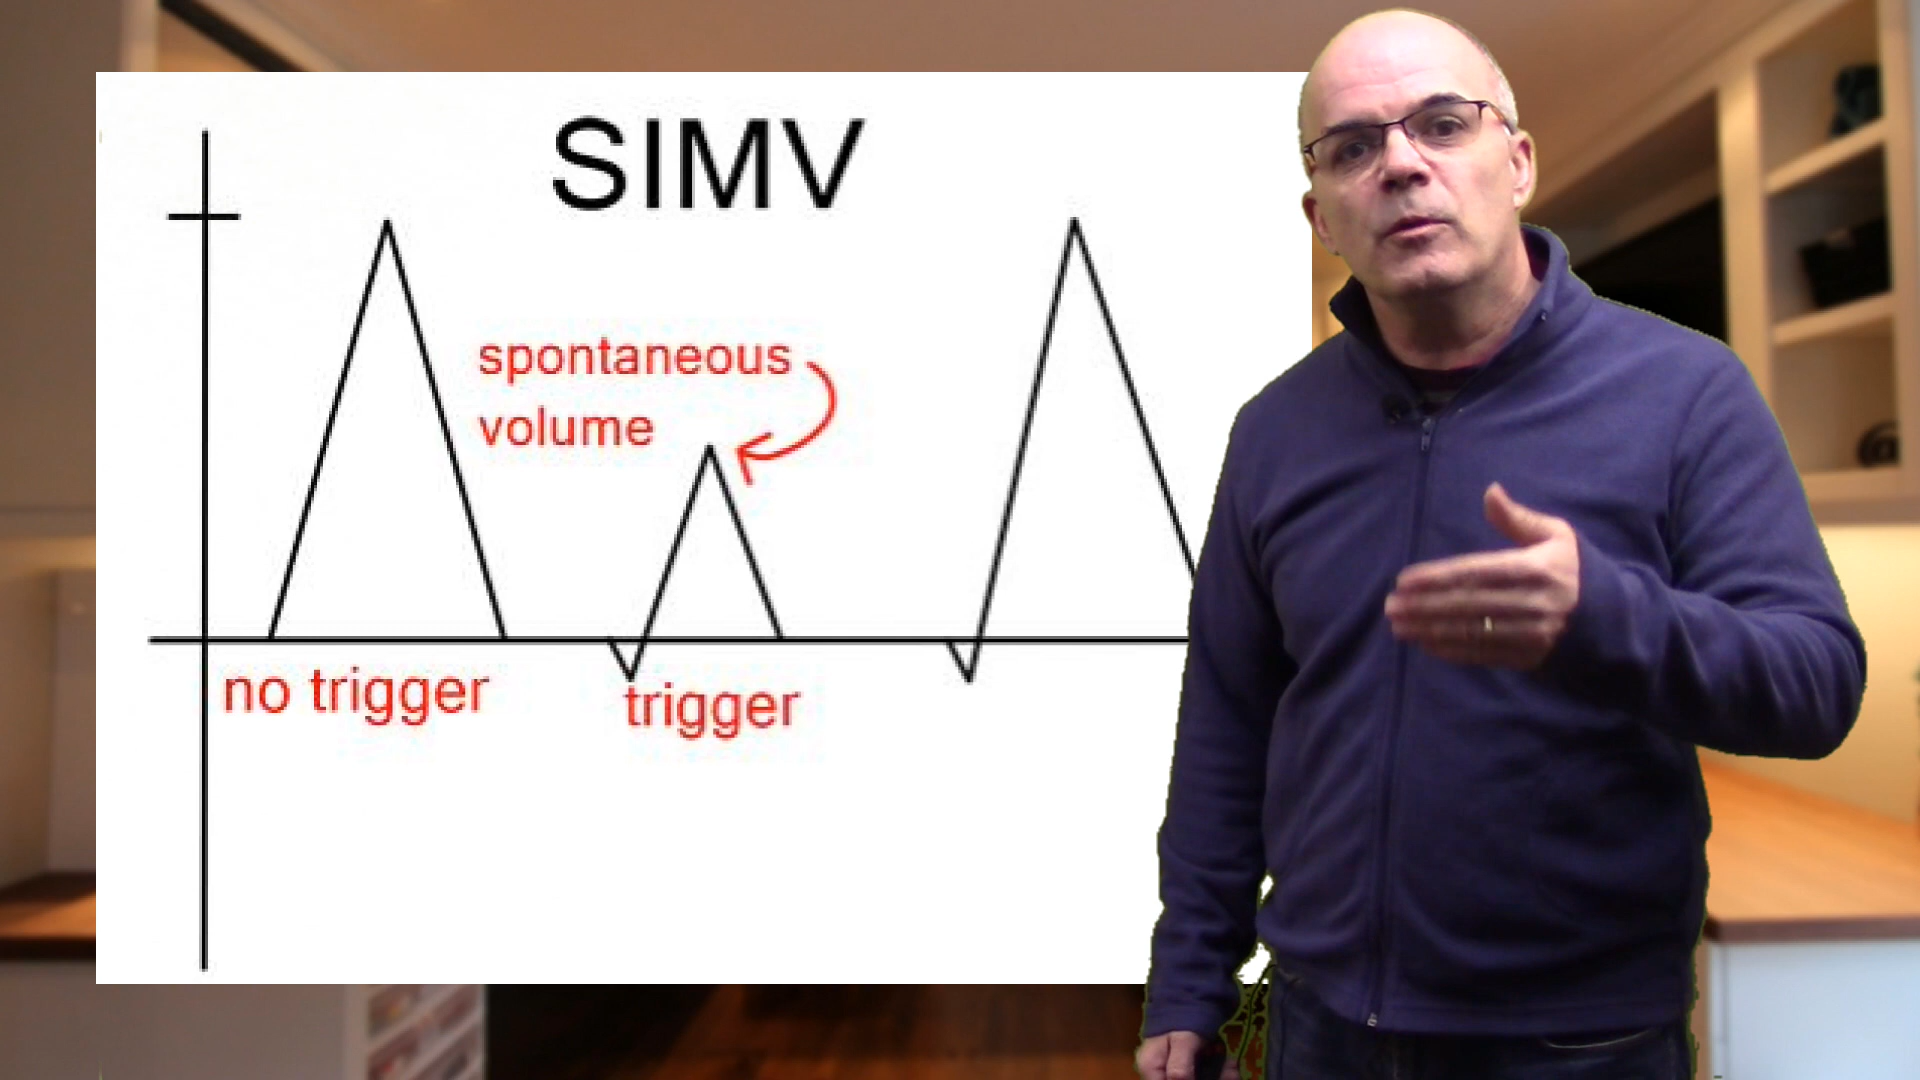 SIMV
spontaneous
volume
no trigger
trigger